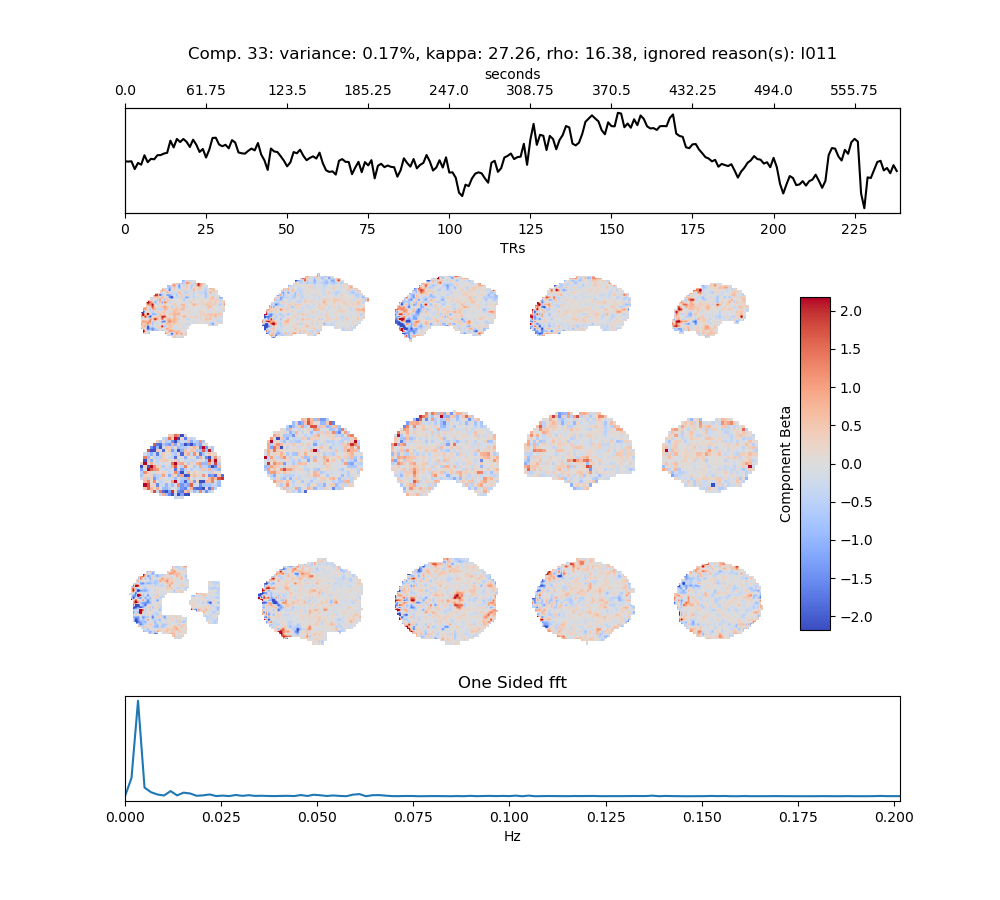 Comp. 33: variance: 0.17%, kappa: 27.26, rho: 16.38, ignored reason(s): I011
seconds
0.0 61.75 123.5 185.25 247.0 308.75 370.5 432.25 494.0 555.75
0 25 50 75 100 125 150 175 200 225
TRs
2.0
1.5
1.0
0.5
0.0
−0.5
−1.0
−1.5
−2.0
Component Beta
One Sided fft
0.000 0.025 0.050 0.075 0.100 0.125 0.150 0.175 0.200
Hz